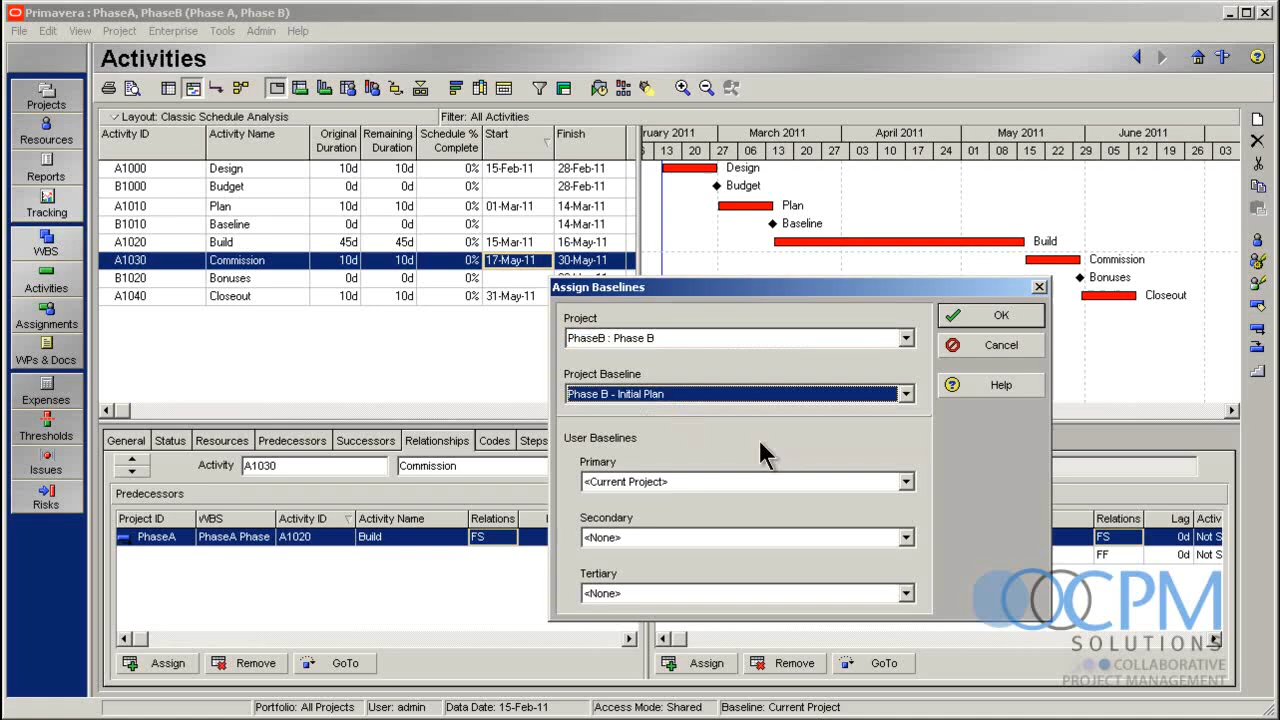 Primavera : PhaseA, PhaseB (Phase A, Phase B)
File Edit View Project Enterprise Tools Admin Help
Activities
Layout: Classic Schedule Analysis Filter: All Activities
Activity ID Activity Name Original Duration Remaining Duration Schedule % Complete Start Finish
ruary 2011 March 2011 April 2011 May 2011 June 2011
13 20 27 06 13 20 27 03 10 17 24 01 08 15 22 29 05 12 19 26 03
A1000 Design 10d 10d 0% 15-Feb-11 28-Feb-11 Design
B1000 Budget 0d 0d 0% 28-Feb-11 Budget
A1010 Plan 10d 10d 0% 01-Mar-11 14-Mar-11 Plan
B1010 Baseline 0d 0d 0% 14-Mar-11 Baseline
A1020 Build 45d 45d 0% 15-Mar-11 16-May-11 Build
A1030 Commission 10d 10d 0% 17-May-11 30-May-11 Commission
B1020 Bonuses 0d 0d 0% Bonuses
A1040 Closeout 10d 10d 0% 31-May-11 Closeout
Projects
Resources
Reports
Tracking
WBS
Activities
Assignments
WPs & Docs
Expenses
Thresholds
Issues
Risks
Assign Baselines
Project
PhaseB : Phase B
Project Baseline
Phase B - Initial Plan
User Baselines
Primary
<Current Project>
Secondary
<None>
Tertiary
<None>
OK
Cancel
Help
General Status Resources Predecessors Successors Relationships Codes Steps
Activity A1030 Commission
Predecessors
Project ID WBS Activity ID Activity Name Relations
PhaseA PhaseA Phase A1020 Build FS
Relations Lag Activ
FS 0d Not S
FF 0d Not S
Assign Remove GoTo
Assign Remove GoTo
CPM
SOLUTIONS
COLLABORATIVE
PROJECT MANAGEMENT
Portfolio: All Projects User: admin Data Date: 15-Feb-11 Access Mode: Shared Baseline: Current Project